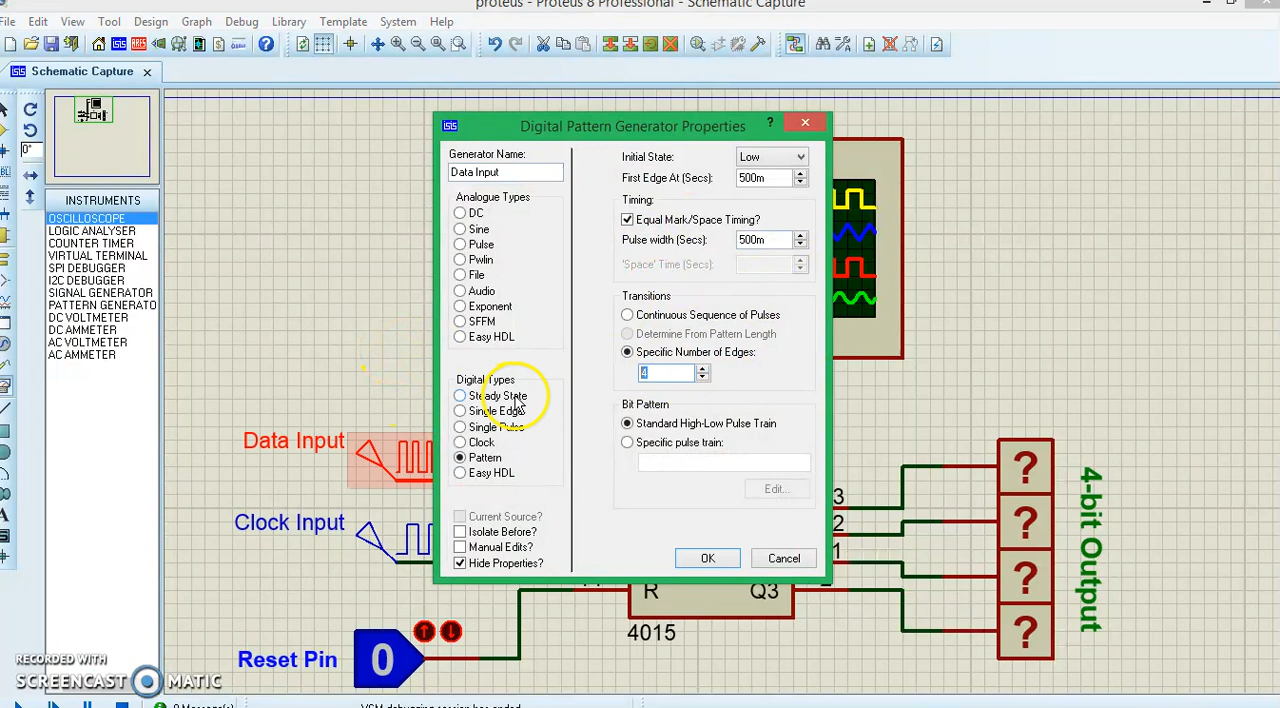 proteus - Proteus 8 Professional - Schematic Capture
File Edit View Tool Design Graph Debug Library Template System Help
ISIS Schematic Capture
0°
INSTRUMENTS
OSCILLOSCOPE
LOGIC ANALYSER
COUNTER TIMER
VIRTUAL TERMINAL
SPI DEBUGGER
I2C DEBUGGER
SIGNAL GENERATOR
PATTERN GENERATO
DC VOLTMETER
DC AMMETER
AC VOLTMETER
AC AMMETER
ISIS Digital Pattern Generator Properties ?
Generator Name:
Data Input
Analogue Types
DC
Sine
Pulse
Pwlin
File
Audio
Exponent
SFFM
Easy HDL
Digital Types
Steady State
Single Edge
Single Pulse
Clock
Pattern
Easy HDL
Current Source?
Isolate Before?
Manual Edits?
Hide Properties?
Initial State: Low
First Edge At (Secs): 500m
Timing:
Equal Mark/Space Timing?
Pulse width (Secs): 500m
'Space' Time (Secs):
Transitions
Continuous Sequence of Pulses
Determine From Pattern Length
Specific Number of Edges:
4
Bit Pattern
Standard High-Low Pulse Train
Specific pulse train:
Edit...
OK Cancel
Data Input
Clock Input
Reset Pin
0
R Q3
4015
3
2
1
?
?
?
?
4-bit Output
RECORDED WITH
SCREENCAST MATIC